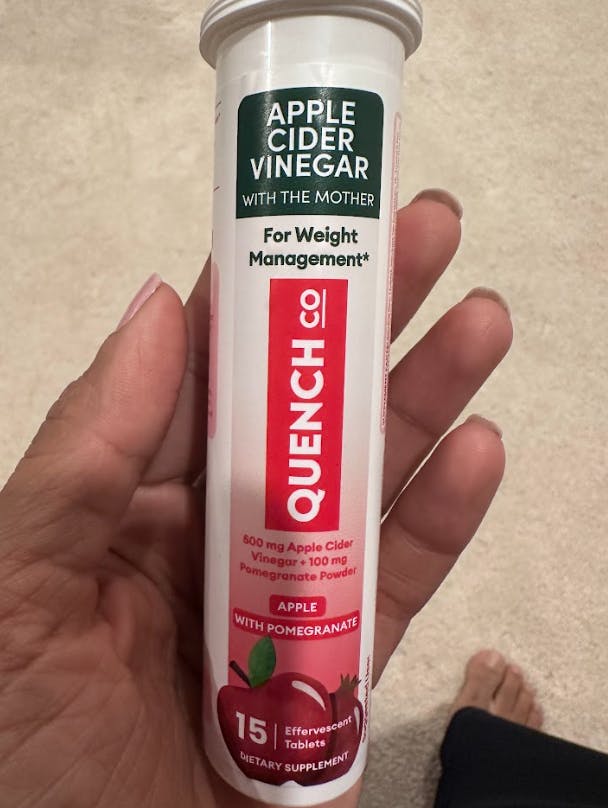 APPLE
CIDER
VINEGAR
WITH THE MOTHER
For Weight
Management*
QUENCH CO
500 mg Apple Cider
Vinegar + 100 mg
Pomegranate Powder
APPLE
WITH POMEGRANATE
15
Effervescent
Tablets
DIETARY SUPPLEMENT